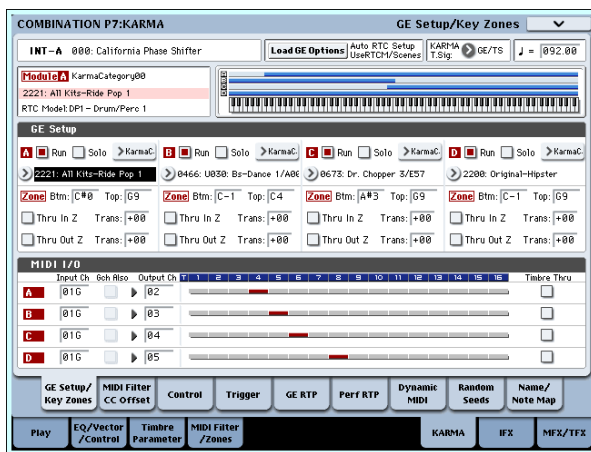 COMBINATION P7:KARMA GE Setup/Key Zones
INT-A 000: California Phase Shifter Load GE Options Auto RTC Setup UseRTCM/Scenes KARMA T.Sig: GE/TS ♩ = 092.00
Module A KarmaCategory00
2221: All Kits-Ride Pop 1
RTC Model: DP1 - Drum/Perc 1
GE Setup
A Run Solo KarmaC. B Run Solo KarmaC. C Run Solo KarmaC. D Run Solo KarmaC.
2221: All Kits-Ride Pop 1 0466: U030: Bs-Dance 1/A0E 0673: Dr. Chopper 3/E57 2200: Original-Hipster
Zone Btm: C#0 Top: G9 Zone Btm: C-1 Top: C4 Zone Btm: A#3 Top: G9 Zone Btm: C-1 Top: G9
Thru In Z Trans: +00 Thru In Z Trans: +00 Thru In Z Trans: +00 Thru In Z Trans: +00
Thru Out Z Trans: +00 Thru Out Z Trans: +00 Thru Out Z Trans: +00 Thru Out Z Trans: +00
MIDI I/O
Input Ch Gch Also Output Ch T 1 2 3 4 5 6 7 8 9 10 11 12 13 14 15 16 Timbre Thru
A 01G 02
B 01G 03
C 01G 04
D 01G 05
GE Setup/ Key Zones MIDI Filter CC Offset Control Trigger GE RTP Perf RTP Dynamic MIDI Random Seeds Name/ Note Map
Play EQ/Vector /Control Timbre Parameter MIDI Filter /Zones KARMA IFX MFX/TFX